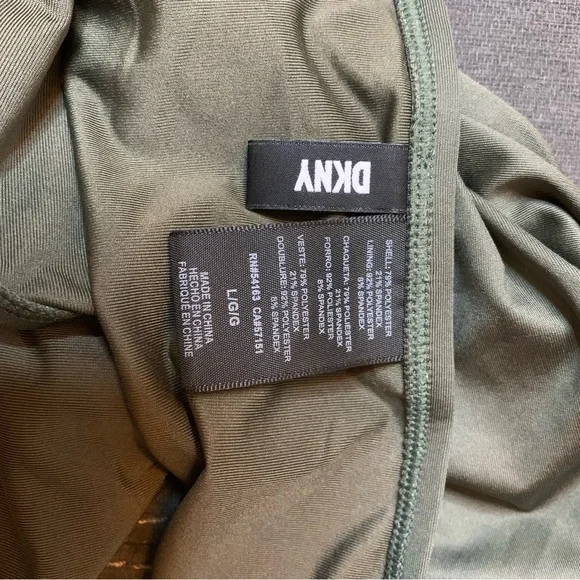 DKNY
SHELL: 79% POLYESTER
21% SPANDEX
LINING: 92% POLYESTER
8% SPANDEX
CHAQUETA: 79% POLIESTER
21% SPANDEX
FORRO: 92% POLIESTER
8% SPANDEX
VESTE: 79% POLYESTER
21% SPANDEX
DOUBLURE: 92% POLYESTER
8% SPANDEX
RN#54163 CA#57151
L/G/G
MADE IN CHINA
HECHO EN CHINA
FABRIQUE EN CHINE